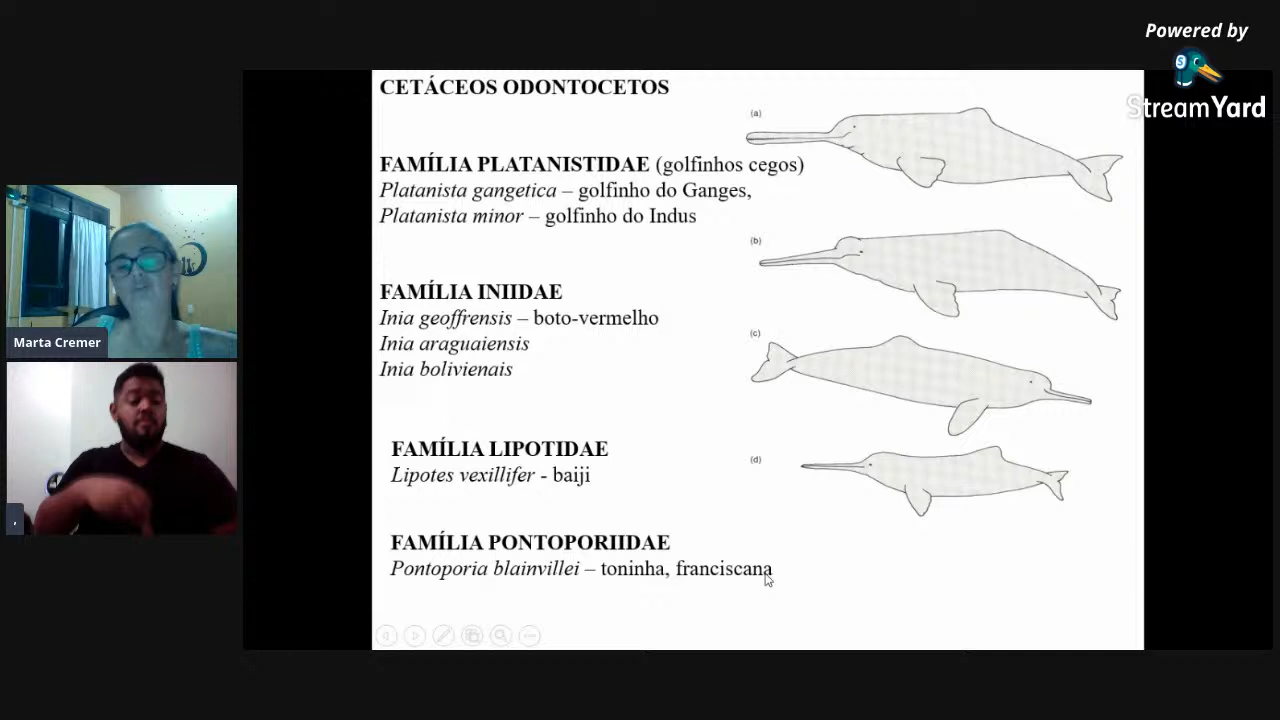 Powered by
StreamYard
CETÁCEOS ODONTOCETOS
(a)
FAMÍLIA PLATANISTIDAE (golfinhos cegos)
Platanista gangetica – golfinho do Ganges,
Platanista minor – golfinho do Indus
(b)
FAMÍLIA INIIDAE
Inia geoffrensis – boto-vermelho
Inia araguaiensis
Inia bolivienais
(c)
FAMÍLIA LIPOTIDAE
Lipotes vexillifer - baiji
(d)
FAMÍLIA PONTOPORIIDAE
Pontoporia blainvillei – toninha, franciscana
Marta Cremer